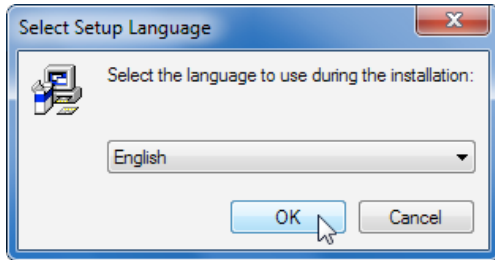 Select Setup Language
Select the language to use during the installation:
English
OK
Cancel